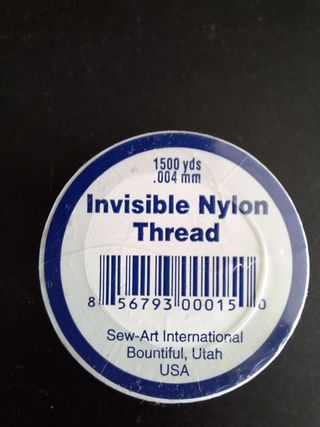 1500 yds
.004 mm
Invisible Nylon
Thread
8 56793 00015 0
Sew-Art International
Bountiful, Utah
USA